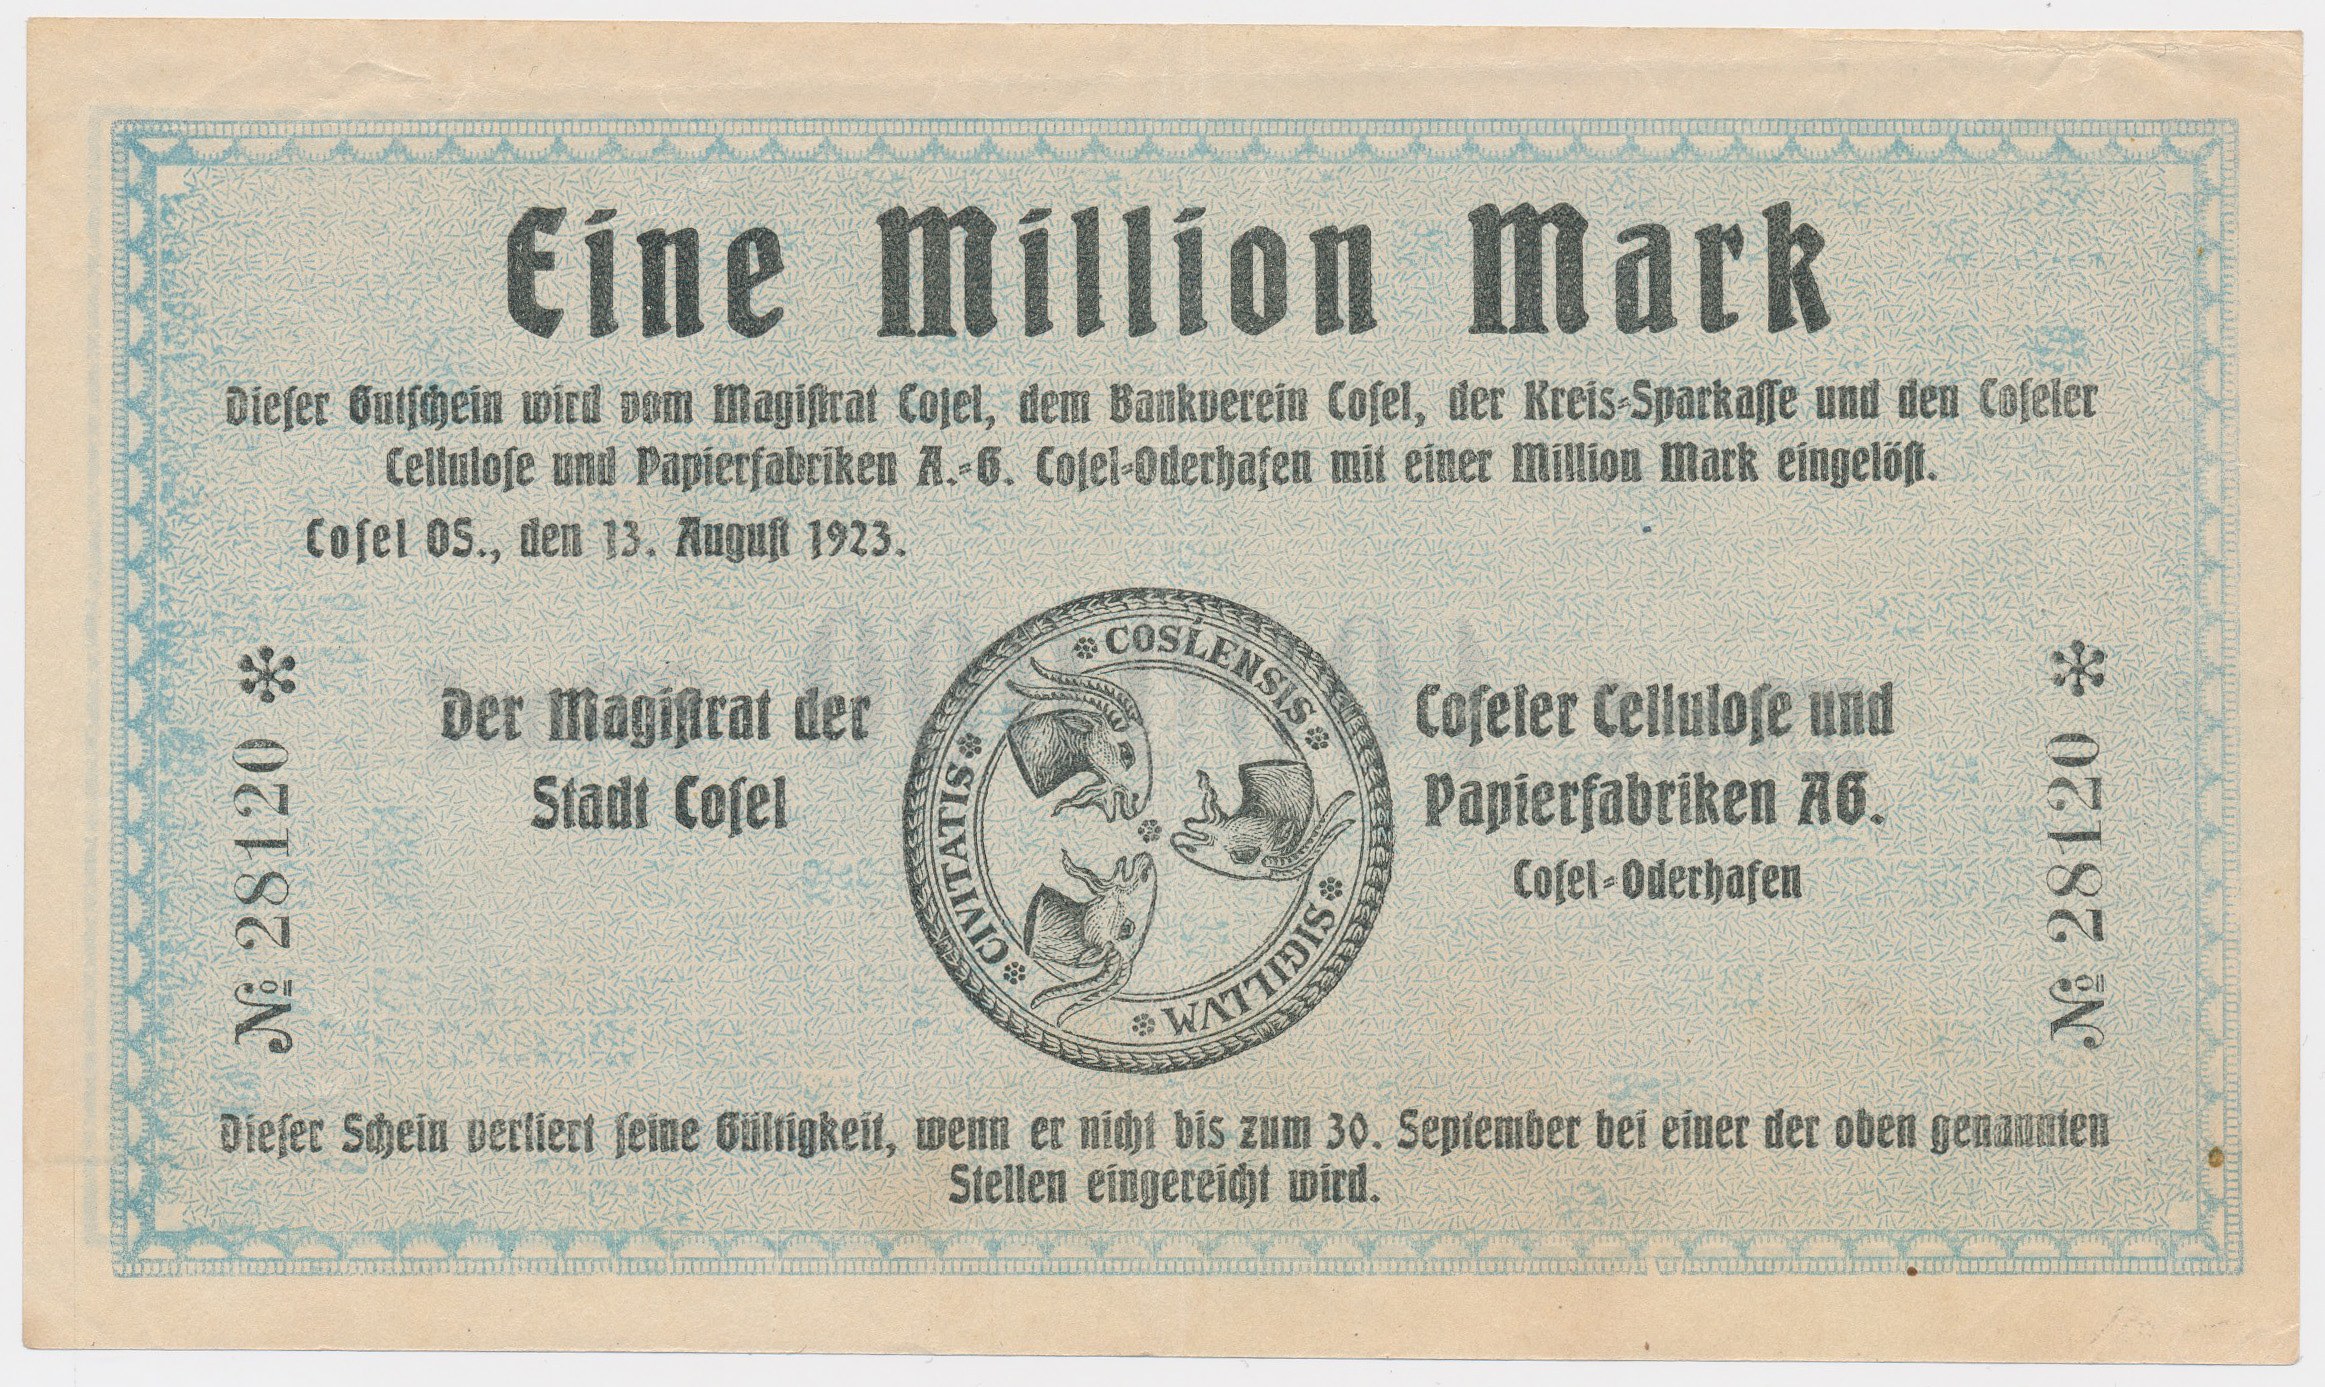 Eine Million Mark
Dieser Gutschein wird vom Magistrat Cosel, dem Bankverein Cosel, der Kreis-Sparkasse und den Coseler
Cellulose und Papierfabriken A.-G. Cosel-Oderhafen mit einer Million Mark eingelöst.
Cosel OS., den 13. August 1923.
Der Magistrat der
Stadt Cosel
* COSLENSIS * SIGILLVM * CIVITATIS *
Coseler Cellulose und
Papierfabriken AG.
Cosel-Oderhafen
№ 28120 *
№ 28120 *
Dieser Schein verliert seine Gültigkeit, wenn er nicht bis zum 30. September bei einer der oben genannten
Stellen eingereicht wird.